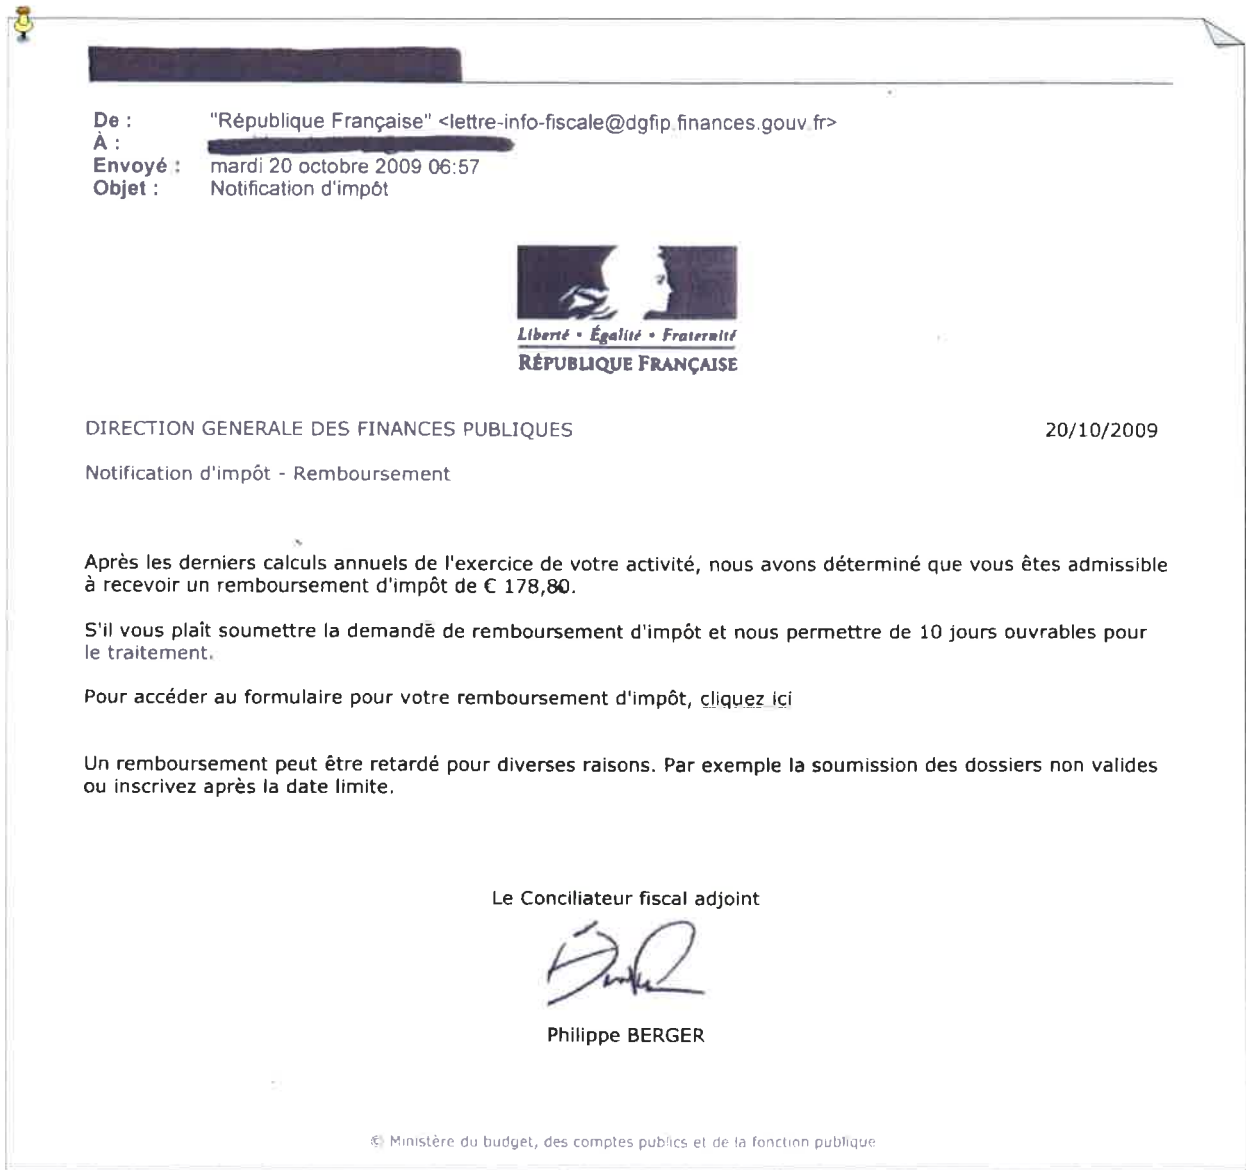 De : "République Française" <lettre-info-fiscale@dgfip.finances.gouv.fr>
À :
Envoyé : mardi 20 octobre 2009 06:57
Objet : Notification d'impôt
Liberté • Égalité • Fraternité
RÉPUBLIQUE FRANÇAISE
DIRECTION GENERALE DES FINANCES PUBLIQUES 20/10/2009
Notification d'impôt - Remboursement
Après les derniers calculs annuels de l'exercice de votre activité, nous avons déterminé que vous êtes admissible
à recevoir un remboursement d'impôt de € 178,80.
S'il vous plaît soumettre la demande de remboursement d'impôt et nous permettre de 10 jours ouvrables pour
le traitement.
Pour accéder au formulaire pour votre remboursement d'impôt, cliquez ici
Un remboursement peut être retardé pour diverses raisons. Par exemple la soumission des dossiers non valides
ou inscrivez après la date limite.
Le Conciliateur fiscal adjoint
Philippe BERGER
© Ministère du budget, des comptes publics et de la fonction publique